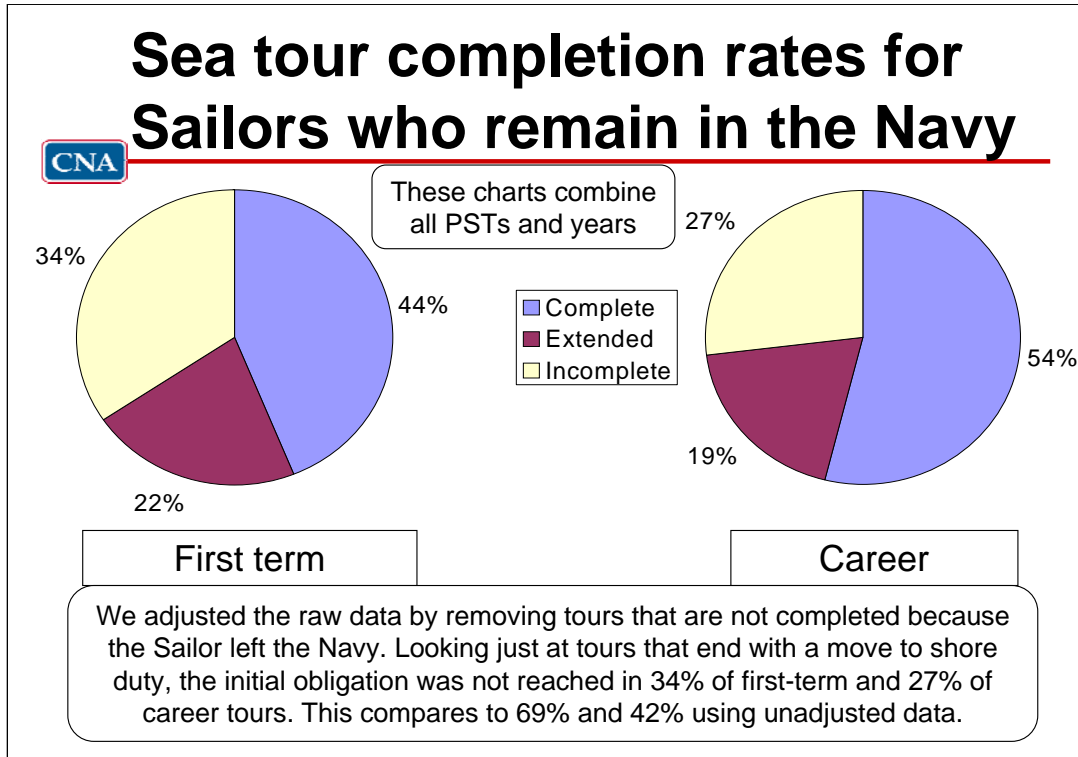 Sea tour completion rates for
Sailors who remain in the Navy
CNA
These charts combine
all PSTs and years
34%
44%
22%
Complete
Extended
Incomplete
27%
54%
19%
First term
Career
We adjusted the raw data by removing tours that are not completed because
the Sailor left the Navy. Looking just at tours that end with a move to shore
duty, the initial obligation was not reached in 34% of first-term and 27% of
career tours. This compares to 69% and 42% using unadjusted data.